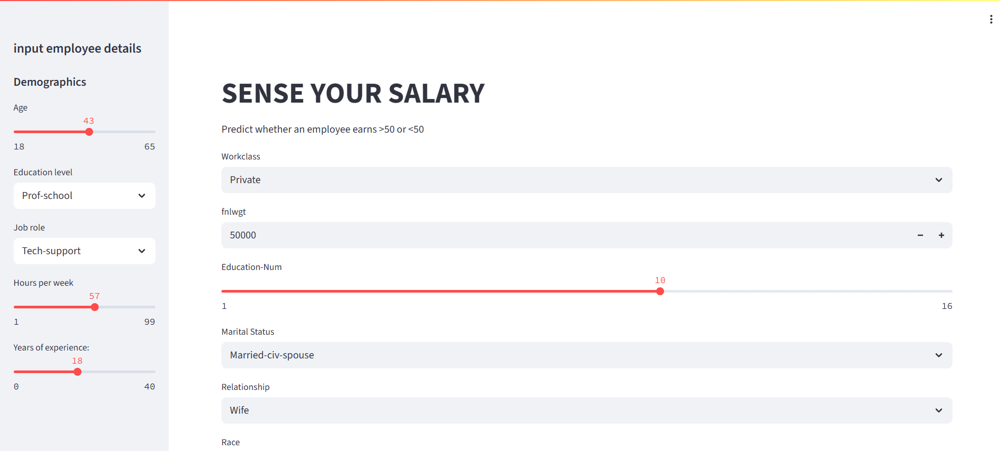 input employee details
Demographics
Age
43
18 65
Education level
Prof-school
Job role
Tech-support
Hours per week
57
1 99
Years of experience:
18
0 40
SENSE YOUR SALARY
Predict whether an employee earns >50 or <50
Workclass
Private
fnlwgt
50000
Education-Num
10
1 16
Marital Status
Married-civ-spouse
Relationship
Wife
Race